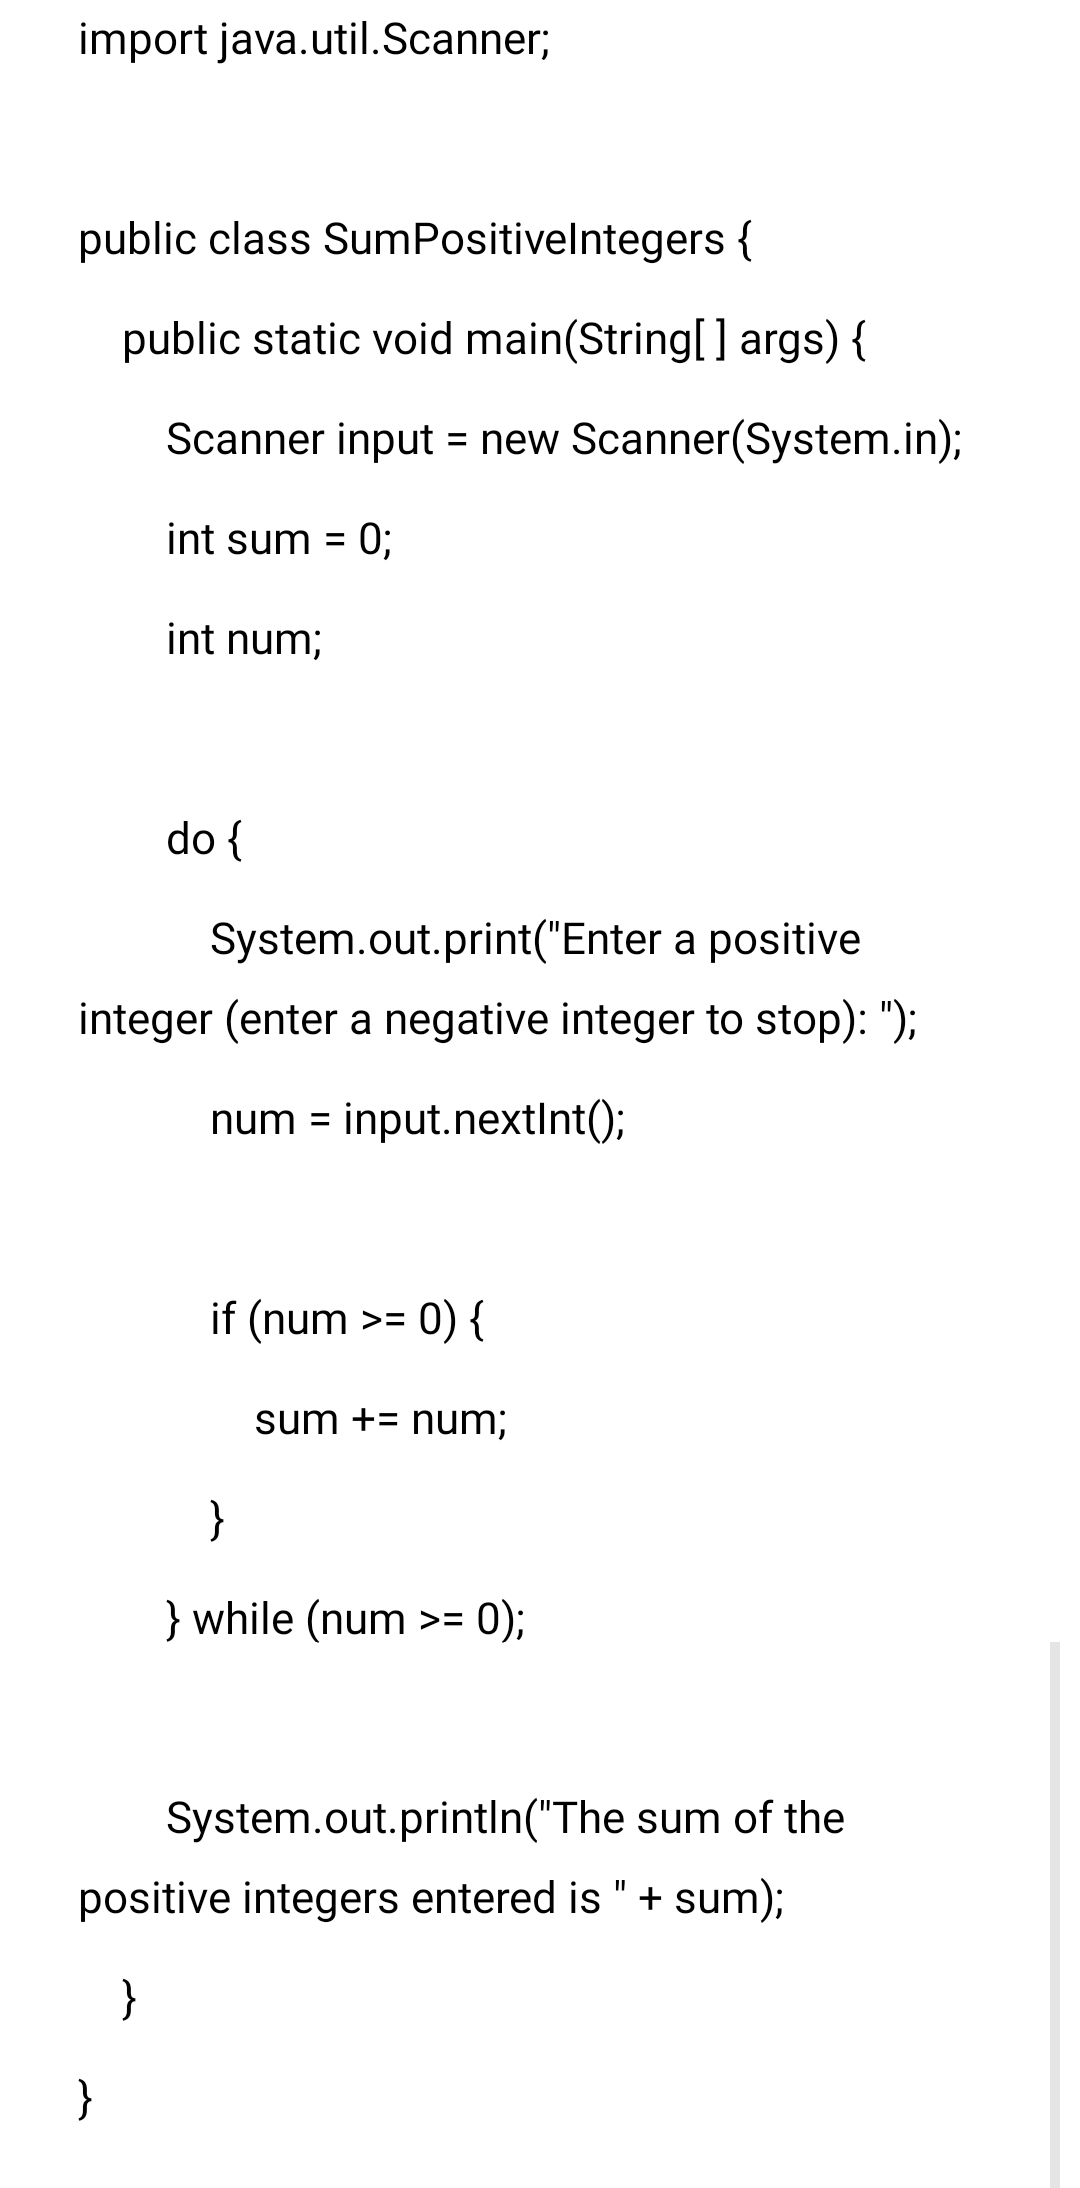 import java.util.Scanner;
public class SumPositiveIntegers {
public static void main(String[ ] args) {
Scanner input = new Scanner(System.in);
int sum = 0;
int num;
do {
System.out.print("Enter a positive
integer (enter a negative integer to stop): ");
num = input.nextInt();
if (num >= 0) {
sum += num;
}
} while (num >= 0);
System.out.println("The sum of the
positive integers entered is " + sum);
}
}